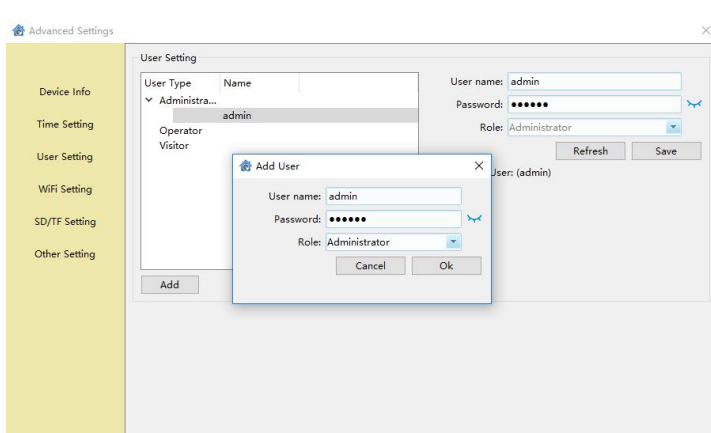 Advanced Settings
Device Info
Time Setting
User Setting
WiFi Setting
SD/TF Setting
Other Setting
User Setting
User Type Name
Administra...
admin
Operator
Visitor
Add
User name: admin
Password: ●●●●●●
Role: Administrator
Refresh Save
User: (admin)
Add User
User name: admin
Password: ●●●●●●
Role: Administrator
Cancel Ok